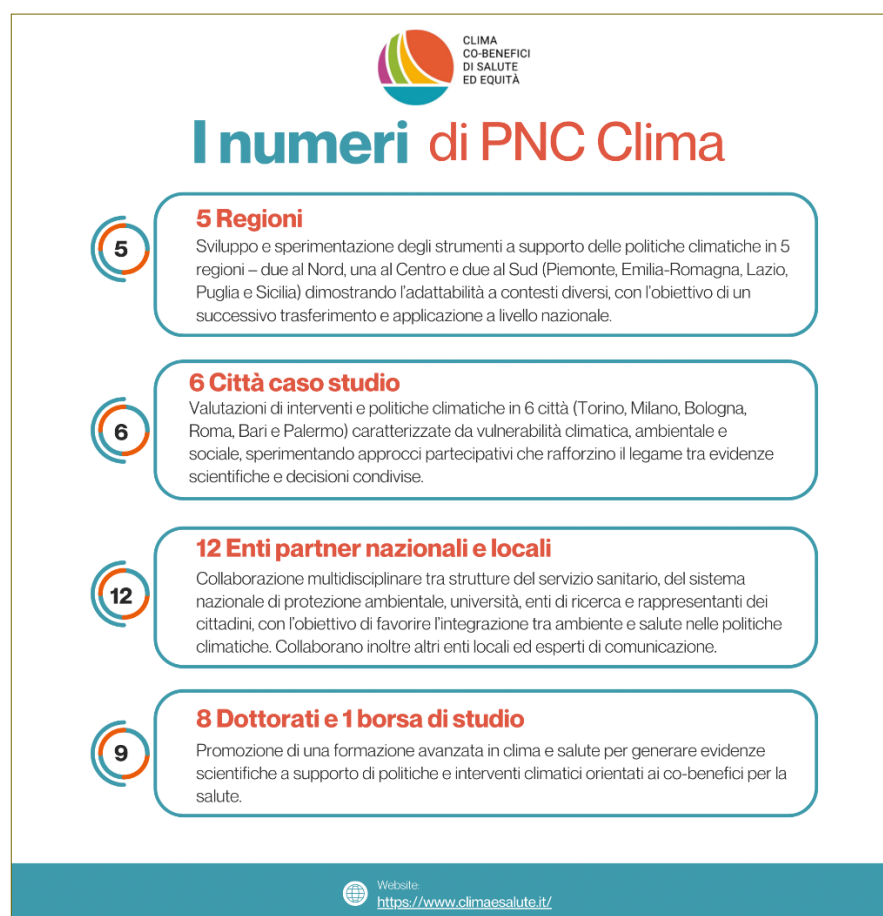 CLIMA
CO-BENEFICI
DI SALUTE
ED EQUITÀ
I numeri di PNC Clima
5
5 Regioni
Sviluppo e sperimentazione degli strumenti a supporto delle politiche climatiche in 5
regioni – due al Nord, una al Centro e due al Sud (Piemonte, Emilia-Romagna, Lazio,
Puglia e Sicilia) dimostrando l'adattabilità a contesti diversi, con l'obiettivo di un
successivo trasferimento e applicazione a livello nazionale.
6
6 Città caso studio
Valutazioni di interventi e politiche climatiche in 6 città (Torino, Milano, Bologna,
Roma, Bari e Palermo) caratterizzate da vulnerabilità climatica, ambientale e
sociale, sperimentando approcci partecipativi che rafforzino il legame tra evidenze
scientifiche e decisioni condivise.
12
12 Enti partner nazionali e locali
Collaborazione multidisciplinare tra strutture del servizio sanitario, del sistema
nazionale di protezione ambientale, università, enti di ricerca e rappresentanti dei
cittadini, con l'obiettivo di favorire l'integrazione tra ambiente e salute nelle politiche
climatiche. Collaborano inoltre altri enti locali ed esperti di comunicazione.
9
8 Dottorati e 1 borsa di studio
Promozione di una formazione avanzata in clima e salute per generare evidenze
scientifiche a supporto di politiche e interventi climatici orientati ai co-benefici per la
salute.
Website:
https://www.climaesalute.it/